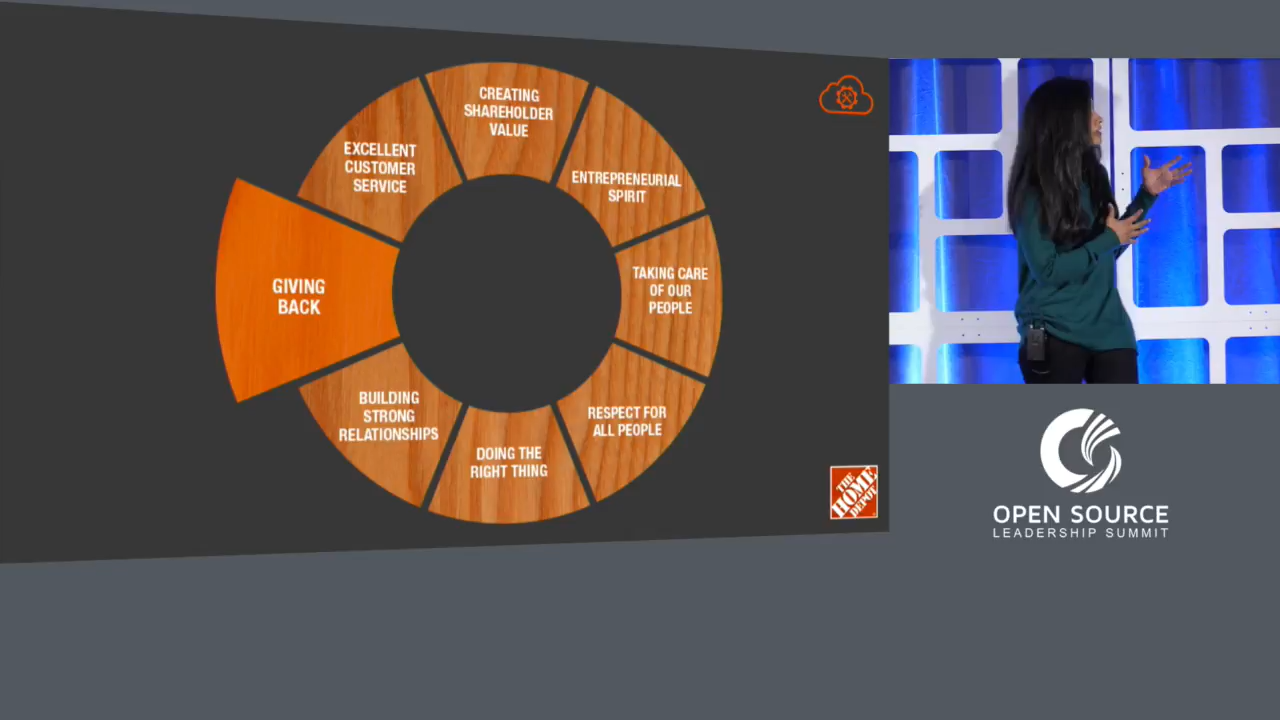 CREATING
SHAREHOLDER
VALUE
ENTREPRENEURIAL
SPIRIT
TAKING CARE
OF OUR
PEOPLE
RESPECT FOR
ALL PEOPLE
DOING THE
RIGHT THING
BUILDING
STRONG
RELATIONSHIPS
GIVING
BACK
EXCELLENT
CUSTOMER
SERVICE
THE
HOME
DEPOT
OPEN SOURCE
LEADERSHIP SUMMIT